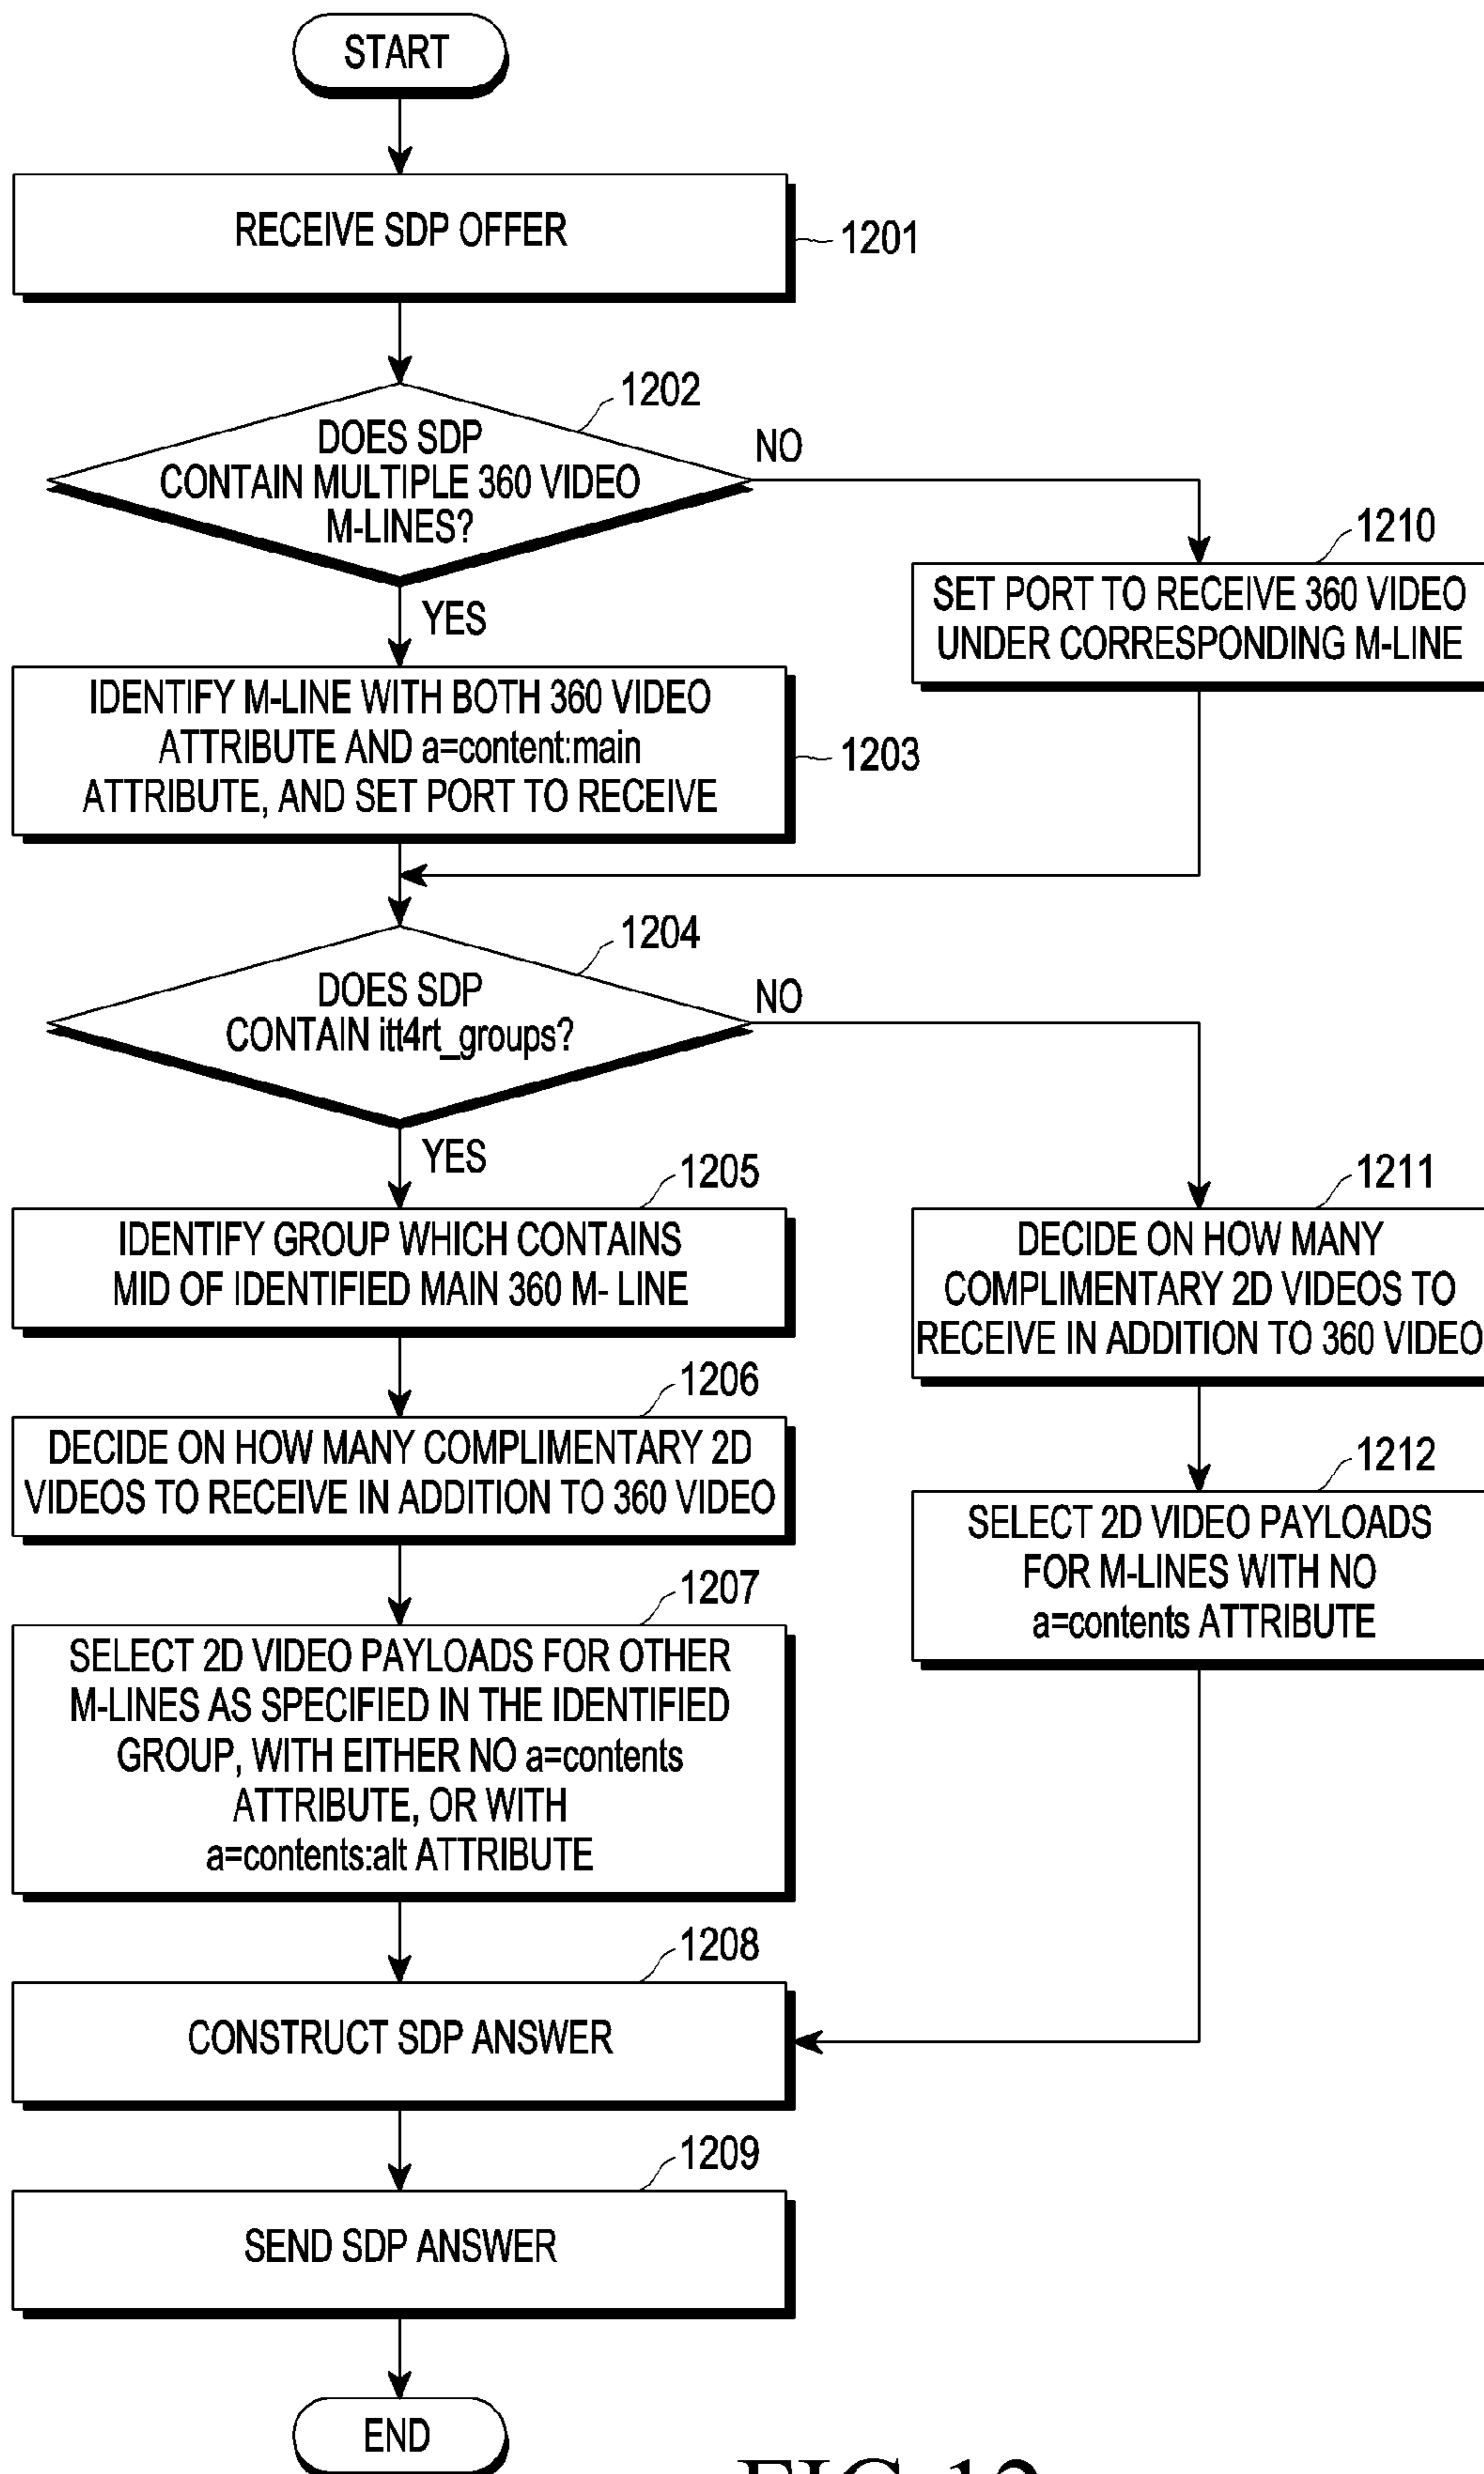 START
RECEIVE SDP OFFER
1201
1202
DOES SDP
CONTAIN MULTIPLE 360 VIDEO
M-LINES?
NO
YES
1210
SET PORT TO RECEIVE 360 VIDEO
UNDER CORRESPONDING M-LINE
IDENTIFY M-LINE WITH BOTH 360 VIDEO
ATTRIBUTE AND a=content:main
ATTRIBUTE, AND SET PORT TO RECEIVE
1203
1204
DOES SDP
CONTAIN itt4rt_groups?
NO
YES
1205
IDENTIFY GROUP WHICH CONTAINS
MID OF IDENTIFIED MAIN 360 M- LINE
1206
DECIDE ON HOW MANY COMPLIMENTARY 2D
VIDEOS TO RECEIVE IN ADDITION TO 360 VIDEO
1207
SELECT 2D VIDEO PAYLOADS FOR OTHER
M-LINES AS SPECIFIED IN THE IDENTIFIED
GROUP, WITH EITHER NO a=contents
ATTRIBUTE, OR WITH
a=contents:alt ATTRIBUTE
1211
DECIDE ON HOW MANY
COMPLIMENTARY 2D VIDEOS TO
RECEIVE IN ADDITION TO 360 VIDEO
1212
SELECT 2D VIDEO PAYLOADS
FOR M-LINES WITH NO
a=contents ATTRIBUTE
1208
CONSTRUCT SDP ANSWER
1209
SEND SDP ANSWER
END